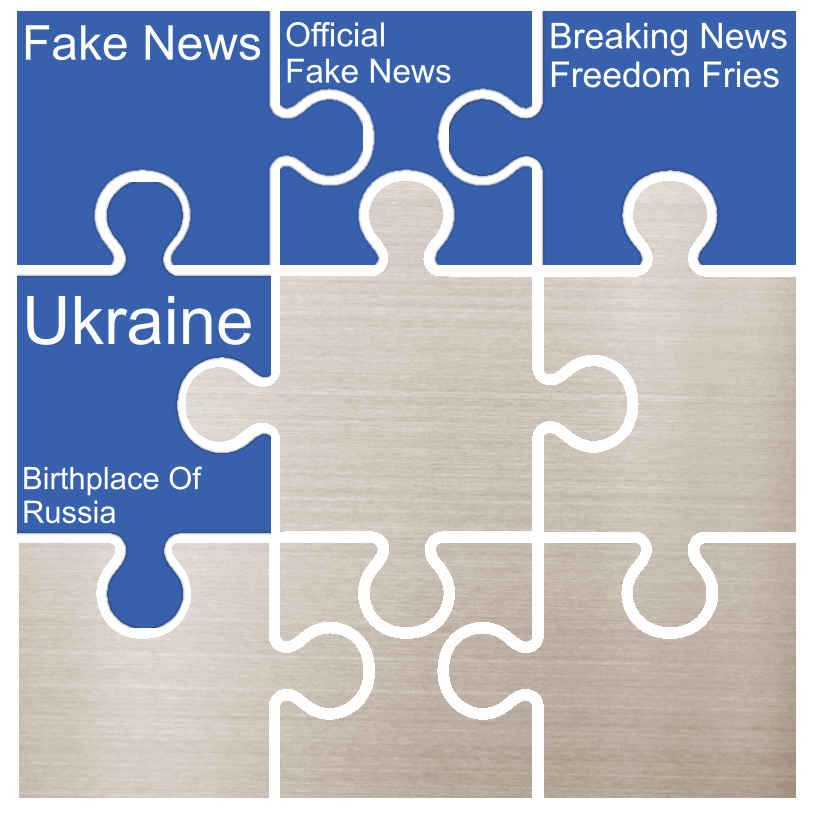 Fake News
Official
Fake News
Breaking News
Freedom Fries
Ukraine
Birthplace Of
Russia